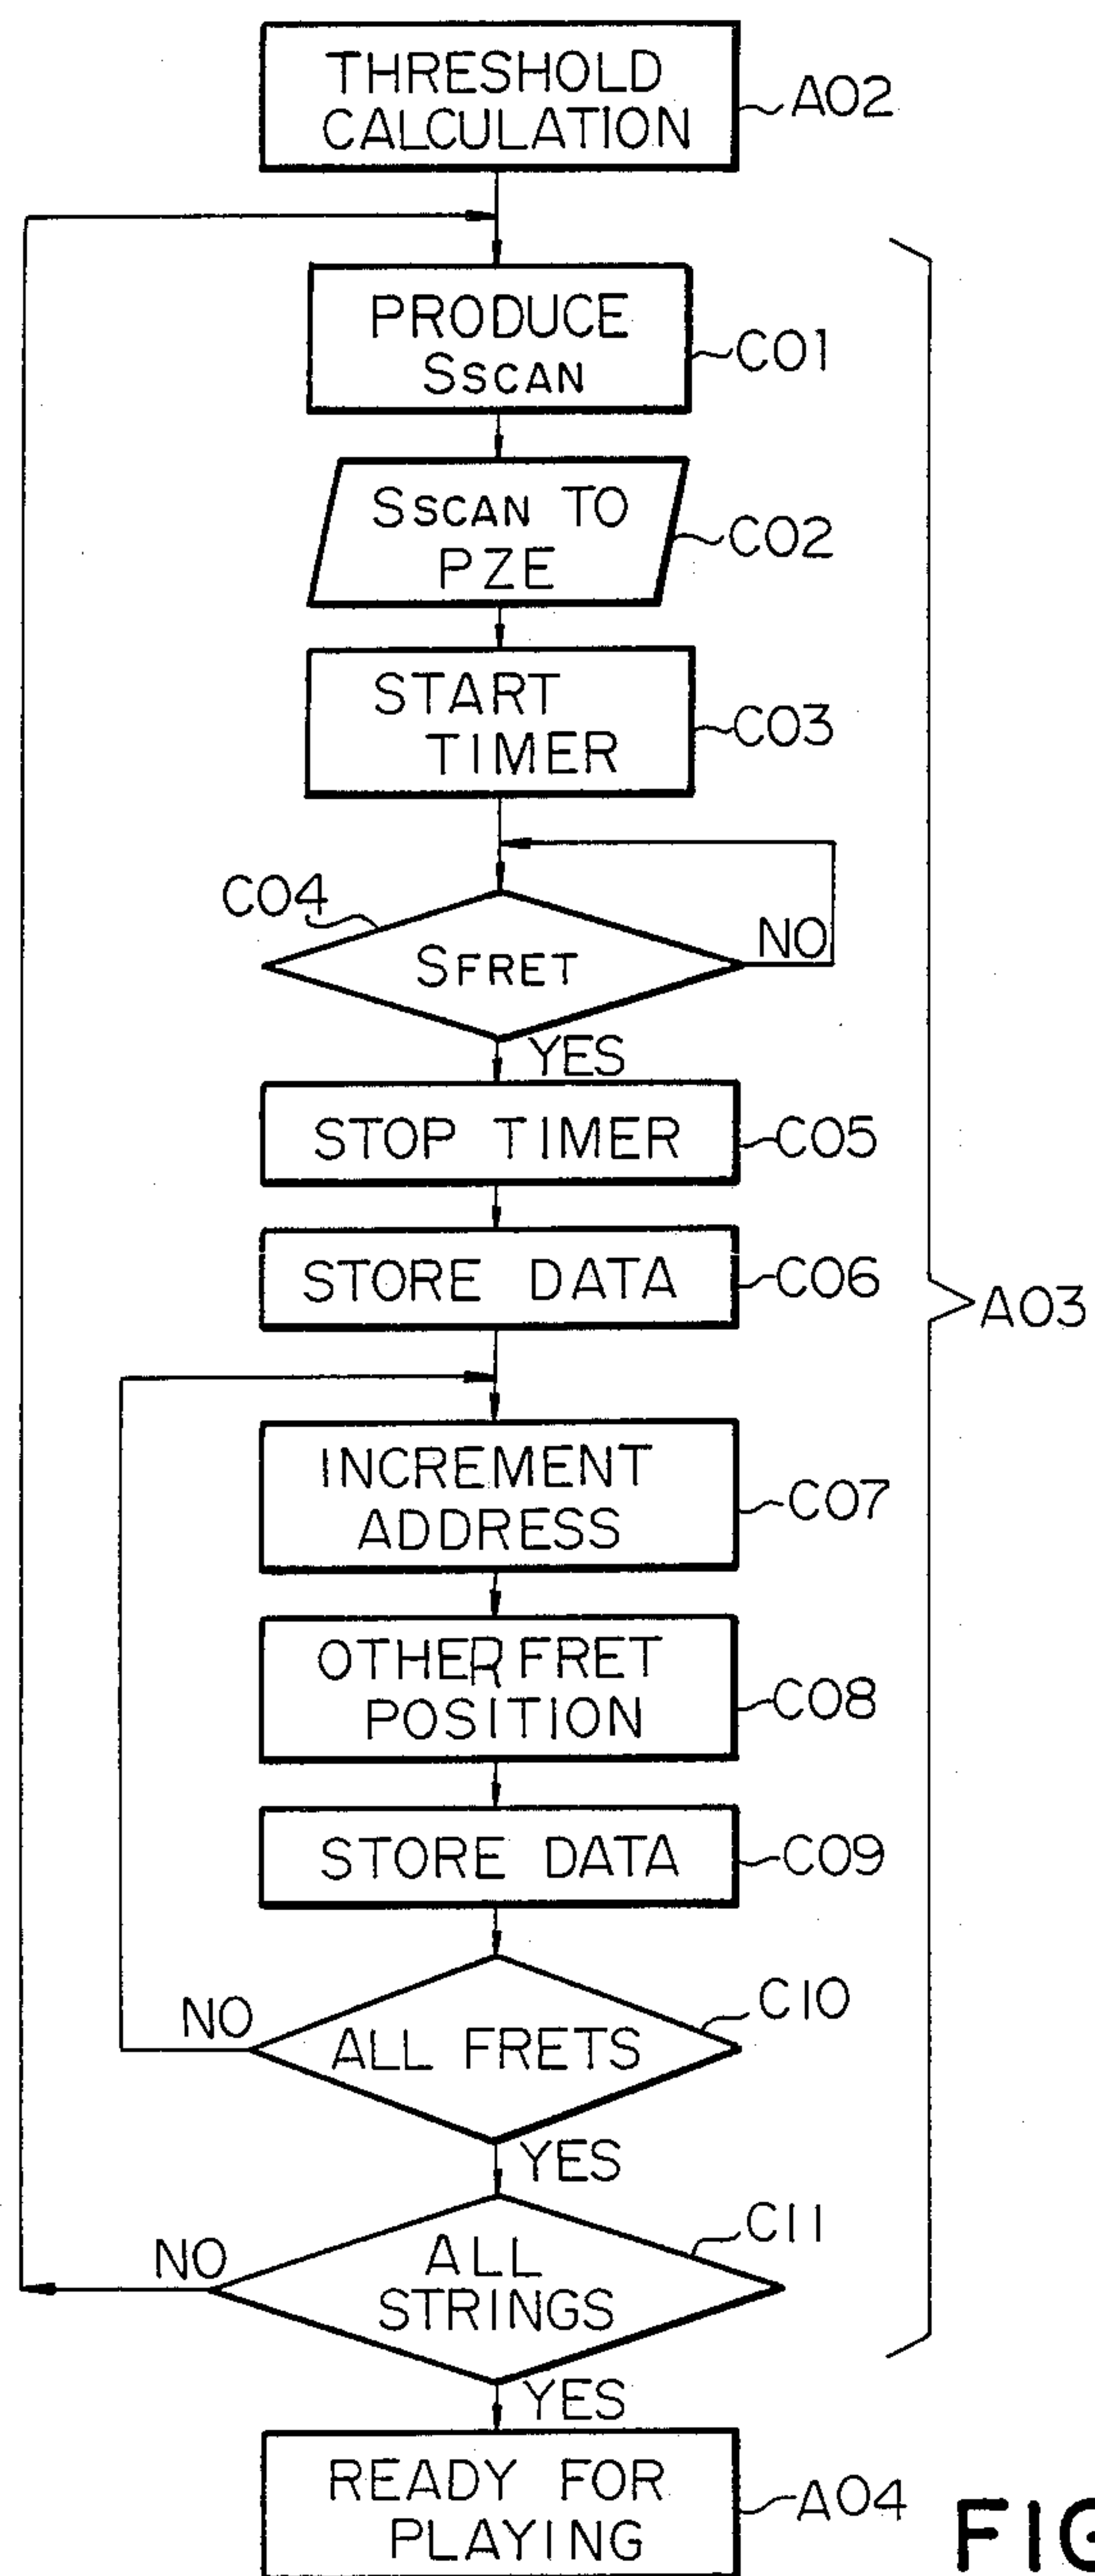 THRESHOLD
CALCULATION
A02
PRODUCE
SSCAN
C01
SSCAN TO
PZE
C02
START
TIMER
C03
C04
SFRET
NO
YES
STOP TIMER
C05
STORE DATA
C06
A03
INCREMENT
ADDRESS
C07
OTHER FRET
POSITION
C08
STORE DATA
C09
C10
NO
ALL FRETS
YES
C11
NO
ALL
STRINGS
YES
READY FOR
PLAYING
A04